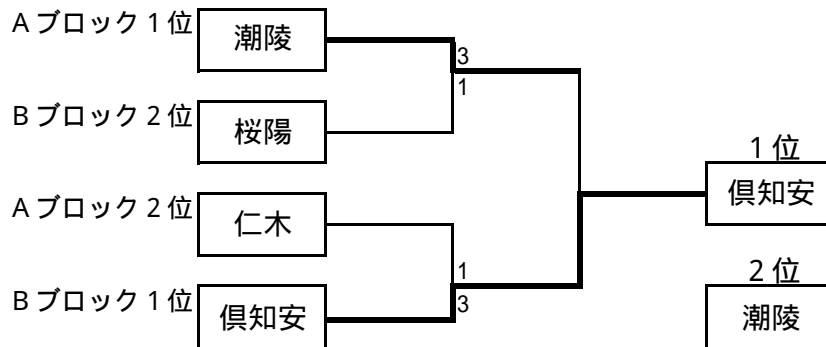 Aブロック1位
潮陵
3
1
Bブロック2位
桜陽
1位
倶知安
Aブロック2位
仁木
1
3
2位
潮陵
Bブロック1位
倶知安